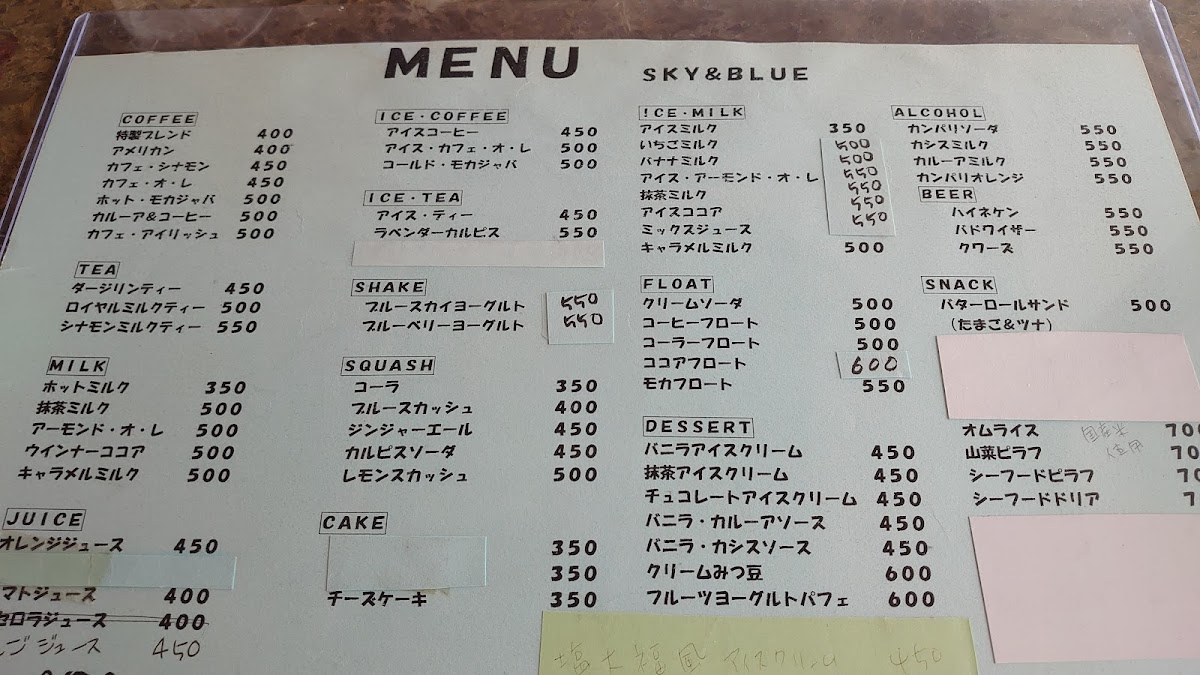 MENU SKY&BLUE
COFFEE
特製ブレンド 400
アメリカン 400
カフェ・シナモン 450
カフェ・オ・レ 450
ホット・モカジャバ 500
カルーア&コーヒー 500
カフェ・アイリッシュ 500
TEA
ダージリンティー 450
ロイヤルミルクティー 500
シナモンミルクティー 550
MILK
ホットミルク 350
抹茶ミルク 500
アーモンド・オ・レ 500
ウインナーココア 500
キャラメルミルク 500
JUICE
オレンジジュース 450
マトジュース 400
セロラジュース 400
ゴジュース 450
ICE・COFFEE
アイスコーヒー 450
アイス・カフェ・オ・レ 500
コールド・モカジャバ 500
ICE・TEA
アイス・ティー 450
ラベンダーカルピス 550
SHAKE
ブルースカイヨーグルト 550
ブルーベリーヨーグルト 550
SQUASH
コーラ 350
ブルースカッシュ 400
ジンジャーエール 450
カルピスソーダ 450
レモンスカッシュ 500
CAKE
350
350
チーズケーキ 350
ICE・MILK
アイスミルク 350
いちごミルク 500
バナナミルク 500
アイス・アーモンド・オ・レ 550
抹茶ミルク 550
アイスココア 550
ミックスジュース 550
キャラメルミルク 500
FLOAT
クリームソーダ 500
コーヒーフロート 500
コーラーフロート 500
ココアフロート 600
モカフロート 550
DESSERT
バニラアイスクリーム 450
抹茶アイスクリーム 450
チョコレートアイスクリーム 450
バニラ・カルーアソース 450
バニラ・カシスソース 450
クリームみつ豆 600
フルーツヨーグルトパフェ 600
塩大福風アイスクリム 450
ALCOHOL
カンパリソーダ 550
カシスミルク 550
カルーアミルク 550
カンパリオレンジ 550
BEER
ハイネケン 550
バドワイザー 550
クワーズ 550
SNACK
バターロールサンド 500
(たまご&ツナ)
オムライス 国産米 700
山菜ピラフ 使用 70
シーフードピラフ 70
シーフードドリア 7